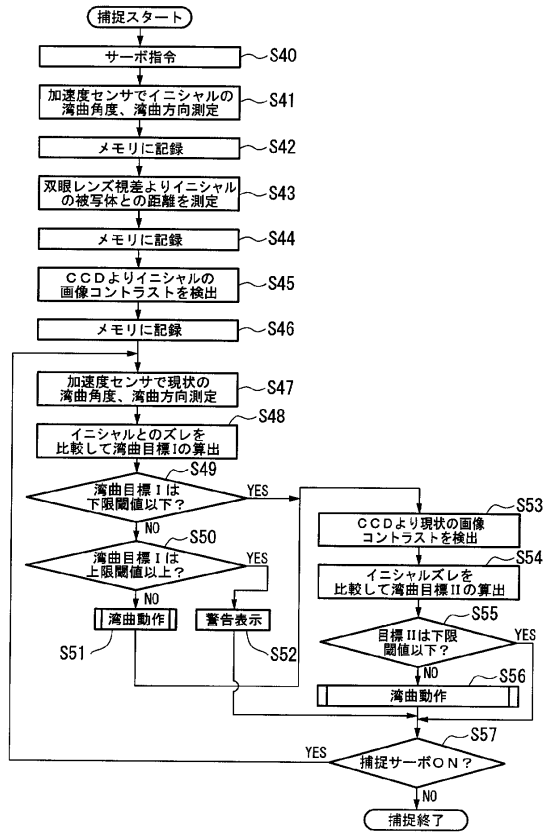 捕捉スタート
サーボ指令
S40
加速度センサでイニシャルの
湾曲角度、湾曲方向測定
S41
メモリに記録
S42
双眼レンズ視差よりイニシャル
の被写体との距離を測定
S43
メモリに記録
S44
CCDよりイニシャルの
画像コントラストを検出
S45
メモリに記録
S46
加速度センサで現状の
湾曲角度、湾曲方向測定
S47
イニシャルとのズレを
比較して湾曲目標Iの算出
S48
湾曲目標Iは
下限閾値以下?
S49
YES
NO
湾曲目標Iは
上限閾値以上?
S50
YES
NO
湾曲動作
S51
警告表示
S52
CCDより現状の画像
コントラストを検出
S53
イニシャルズレを
比較して湾曲目標IIの算出
S54
目標IIは下限
閾値以下?
S55
YES
NO
湾曲動作
S56
捕捉サーボON?
S57
YES
NO
捕捉終了